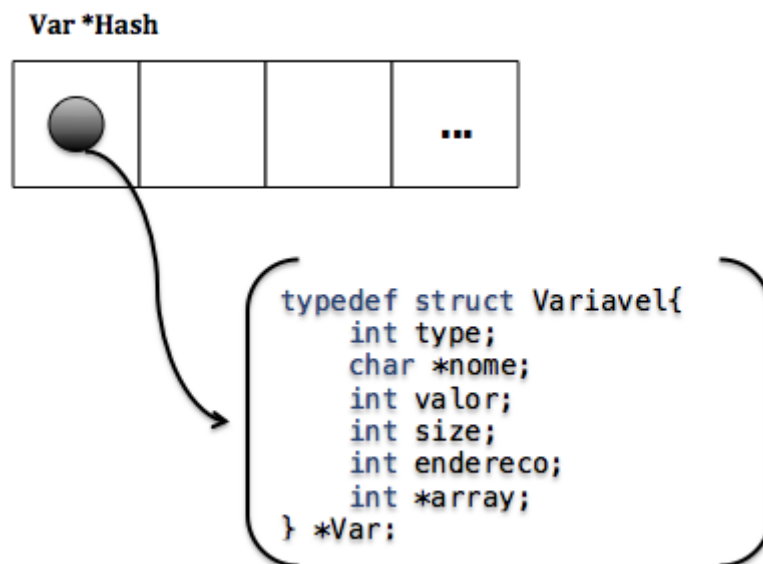 Var *Hash
...
typedef struct Variavel{
int type;
char *nome;
int valor;
int size;
int endereco;
int *array;
} *Var;